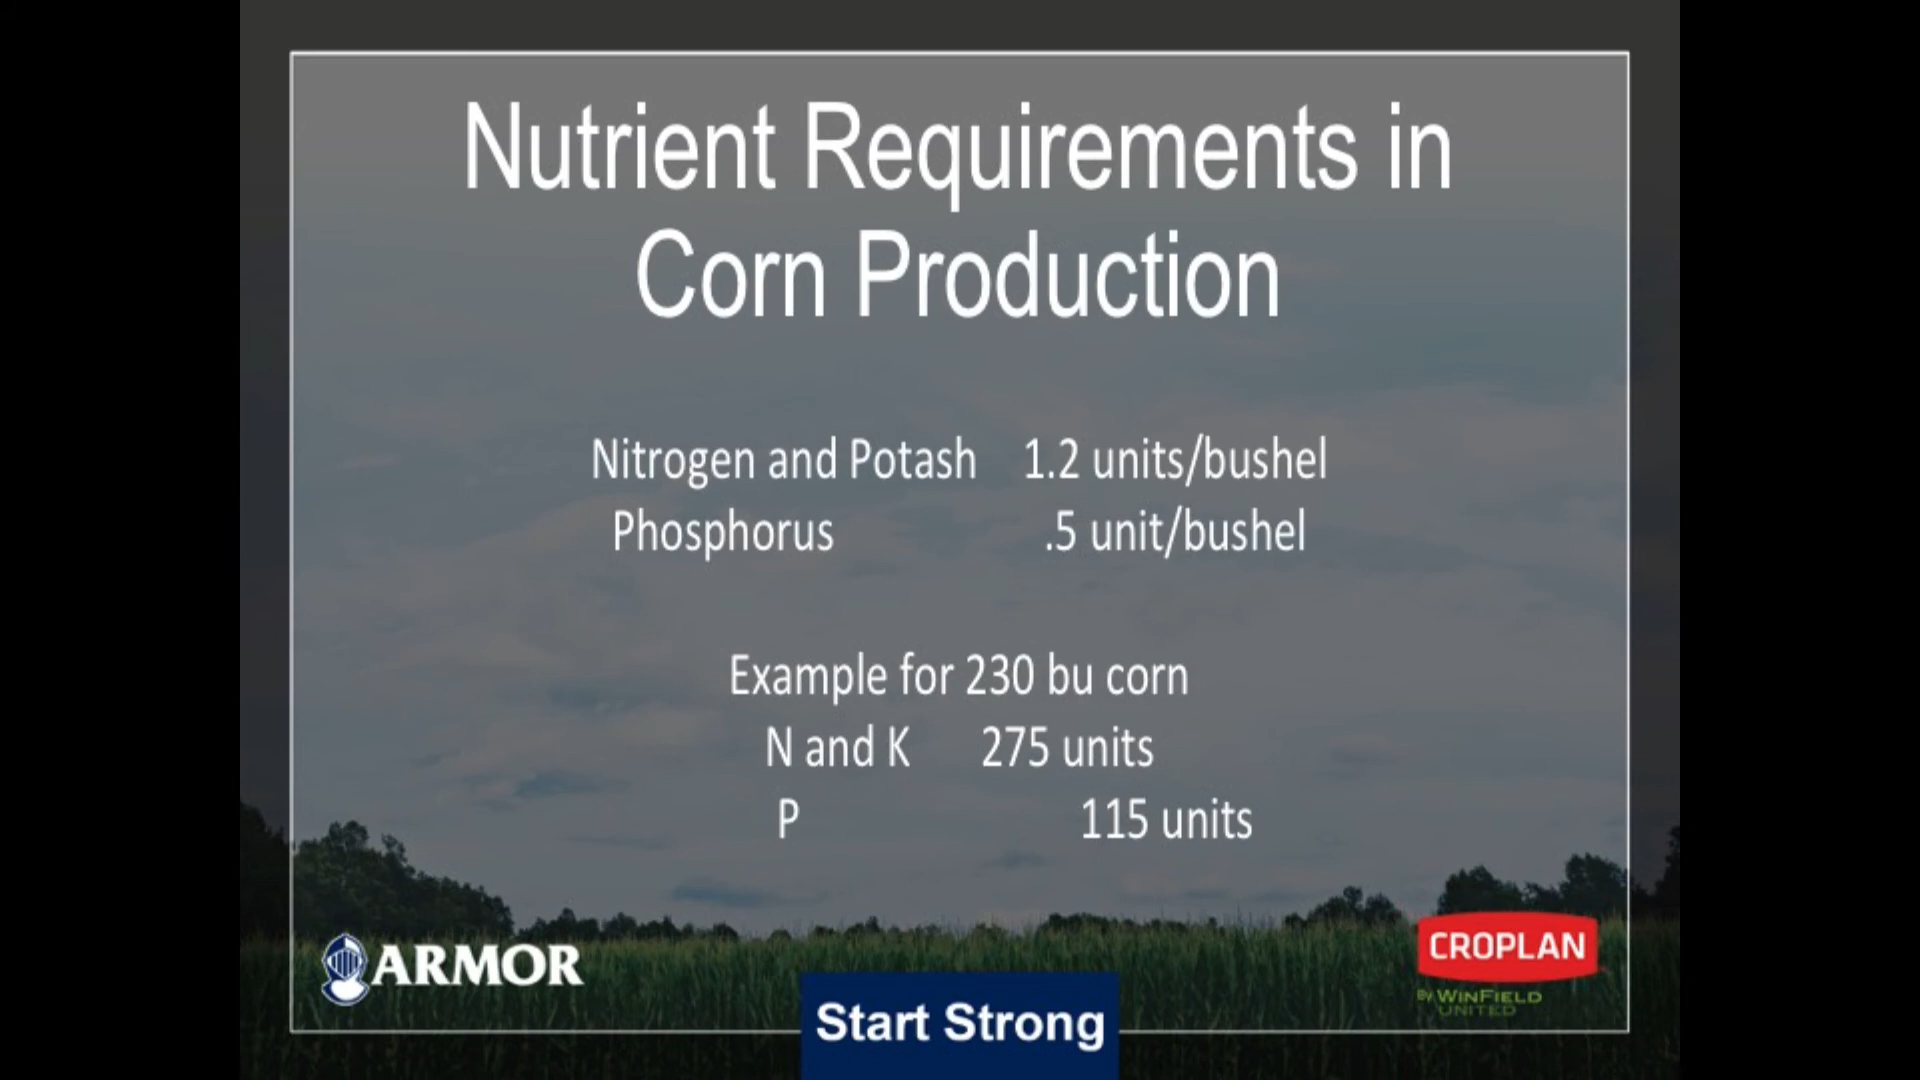 Nutrient Requirements in
Corn Production
Nitrogen and Potash 1.2 units/bushel
Phosphorus .5 unit/bushel
Example for 230 bu corn
N and K 275 units
P 115 units
ARMOR
CROPLAN
By WINFIELD
UNITED
Start Strong